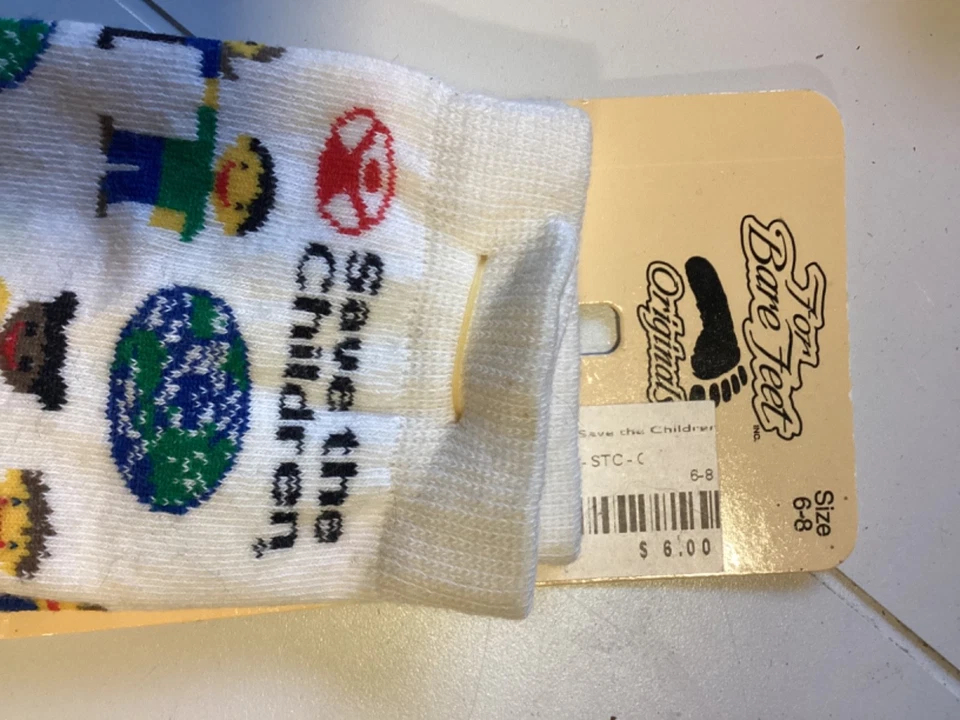 For
Bare Feet
INC.
Originals
Size
6-8
Save the Children
-STC-
6-8
$ 6.00
Save the
Children